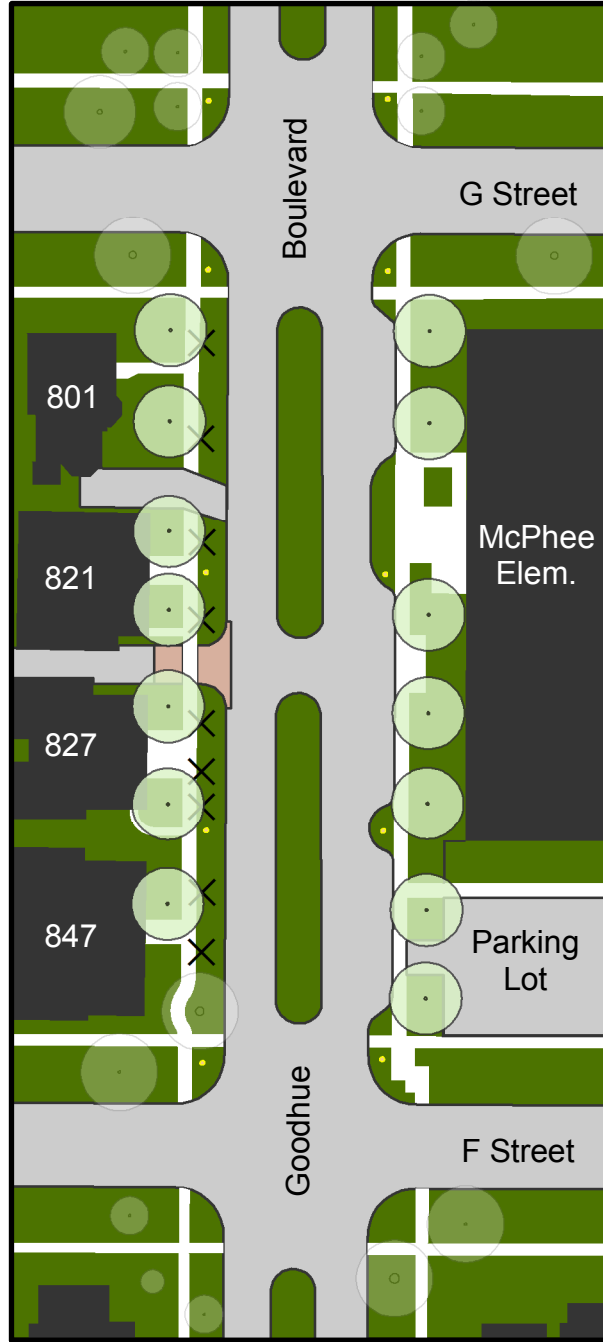 Boulevard
G Street
801
821
McPhee
Elem.
827
847
Parking
Lot
Goodhue
F Street